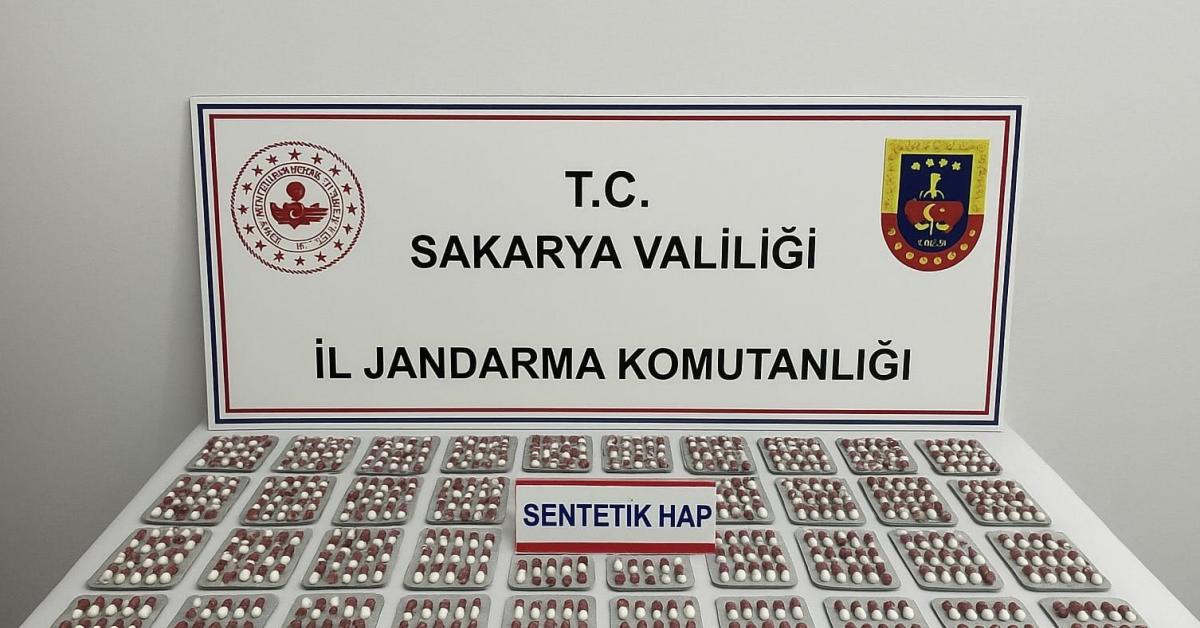 T.C.
SAKARYA VALİLİĞİ
İL JANDARMA KOMUTANLIĞI
SENTETİK HAP